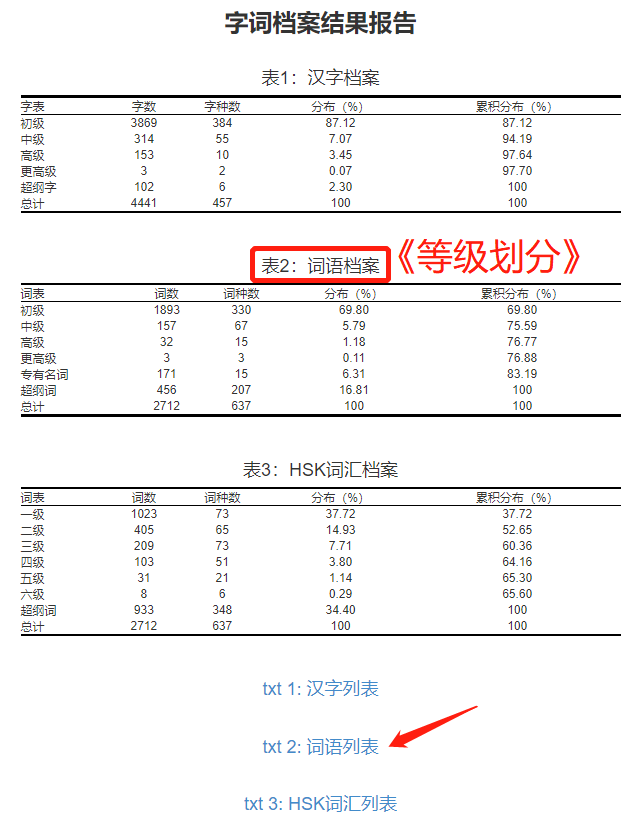 字词档案结果报告
表1：汉字档案
字表 字数 字种数 分布（%） 累积分布（%）
初级 3869 384 87.12 87.12
中级 314 55 7.07 94.19
高级 153 10 3.45 97.64
更高级 3 2 0.07 97.70
超纲字 102 6 2.30 100
总计 4441 457 100 100
表2：词语档案 《等级划分》
词表 词数 词种数 分布（%） 累积分布（%）
初级 1893 330 69.80 69.80
中级 157 67 5.79 75.59
高级 32 15 1.18 76.77
更高级 3 3 0.11 76.88
专有名词 171 15 6.31 83.19
超纲词 456 207 16.81 100
总计 2712 637 100 100
表3：HSK词汇档案
词表 词数 词种数 分布（%） 累积分布（%）
一级 1023 73 37.72 37.72
二级 405 65 14.93 52.65
三级 209 73 7.71 60.36
四级 103 51 3.80 64.16
五级 31 21 1.14 65.30
六级 8 6 0.29 65.60
超纲词 933 348 34.40 100
总计 2712 637 100 100
txt 1: 汉字列表
txt 2: 词语列表
txt 3: HSK词汇列表